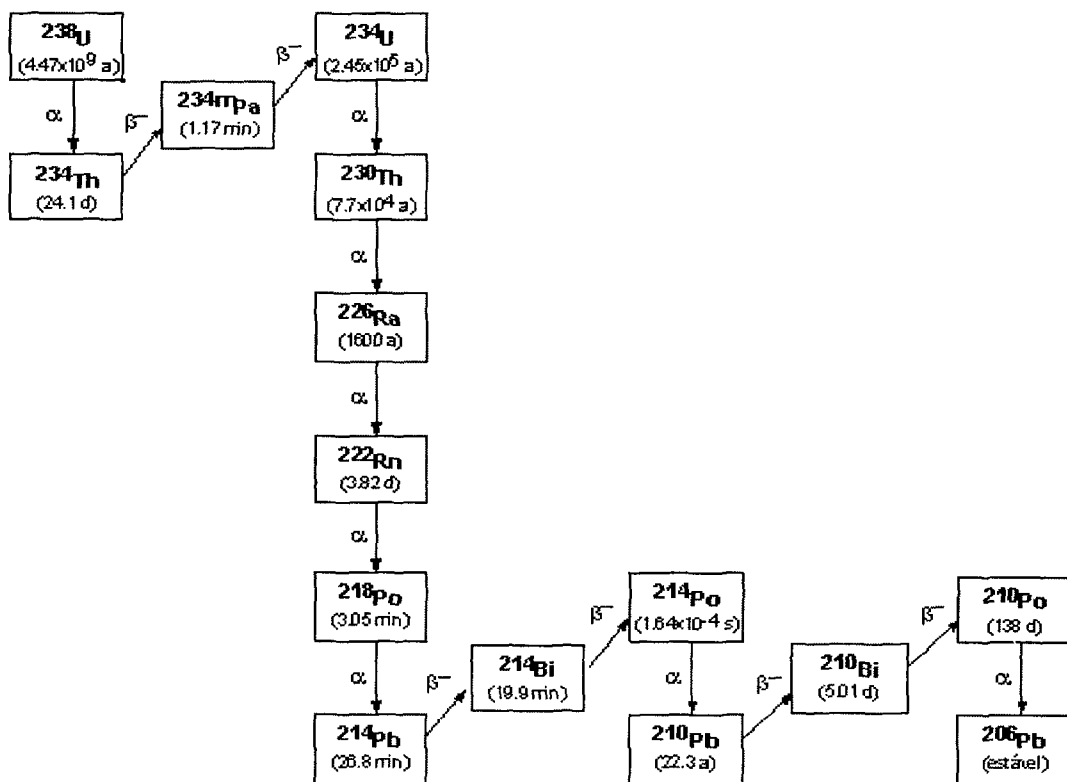 238U
(4.47x109 a)
α
234Th
(24.1 d)
β−
234mPa
(1.17 min)
β−
234U
(2.45x105 a)
α
230Th
(7.7x104 a)
α
226Ra
(1600 a)
α
222Rn
(3.82 d)
α
218Po
(3.05 min)
α
214Pb
(26.8 min)
β−
214Bi
(19.9 min)
β−
214Po
(1.64x10-4 s)
α
210Pb
(22.3 a)
β−
210Bi
(5.01 d)
β−
210Po
(138 d)
α
206Pb
(estável)